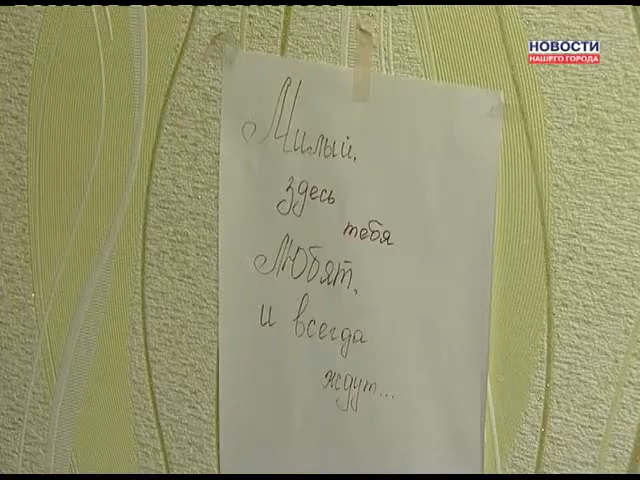 НОВОСТИ
НАШЕГО ГОРОДА
Милый,
здесь
тебя
Любят,
и всегда
ждут...